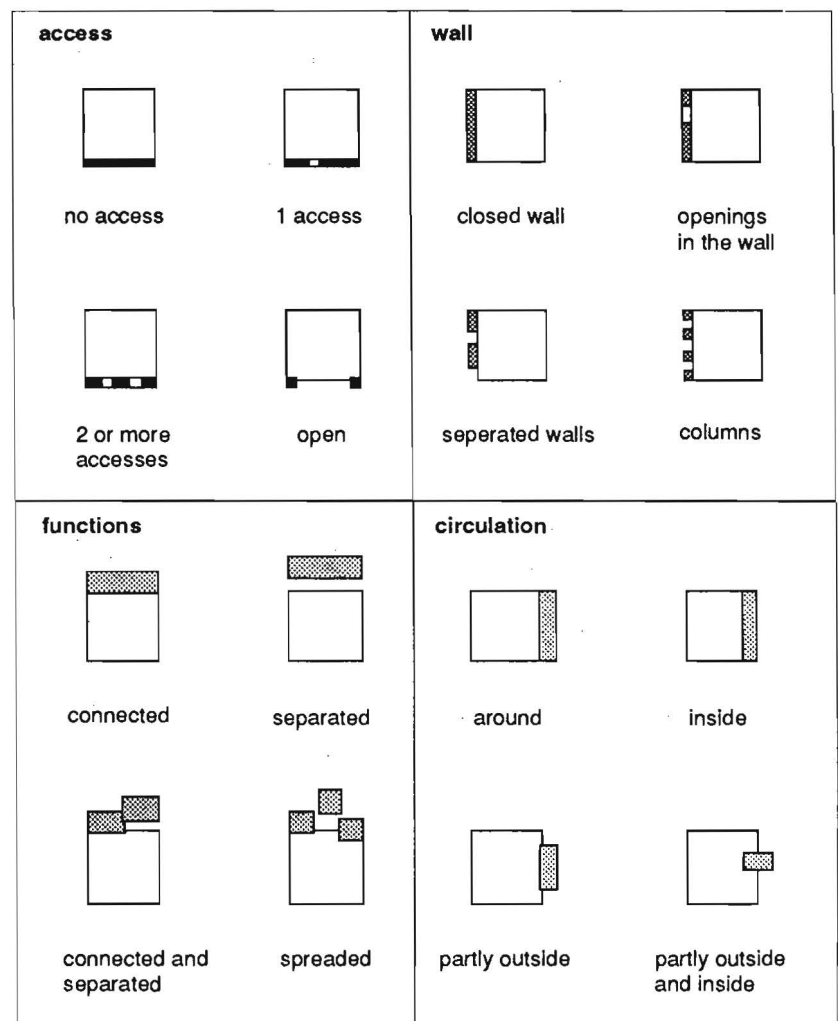 access
no access
1 access
2 or more
accesses
open
wall
closed wall
openings
in the wall
seperated walls
columns
functions
connected
separated
connected and
separated
spreaded
circulation
around
inside
partly outside
partly outside
and inside